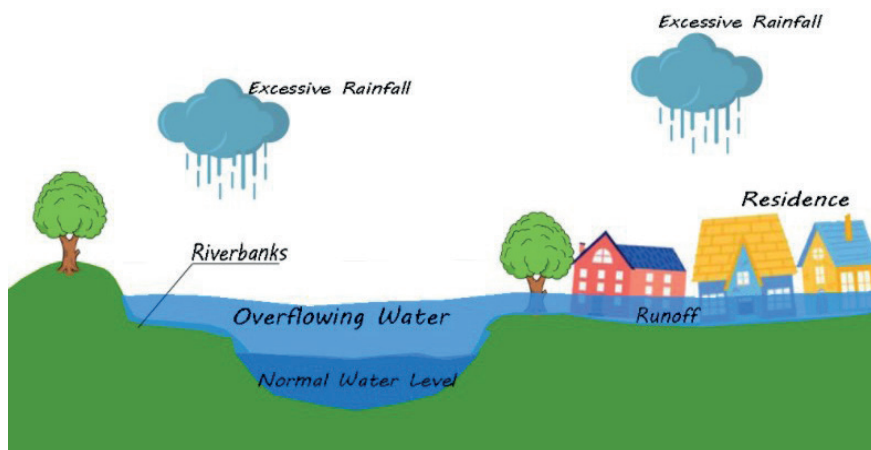 Excessive Rainfall
Excessive Rainfall
Residence
Riverbanks
Overflowing Water
Runoff
Normal Water Level